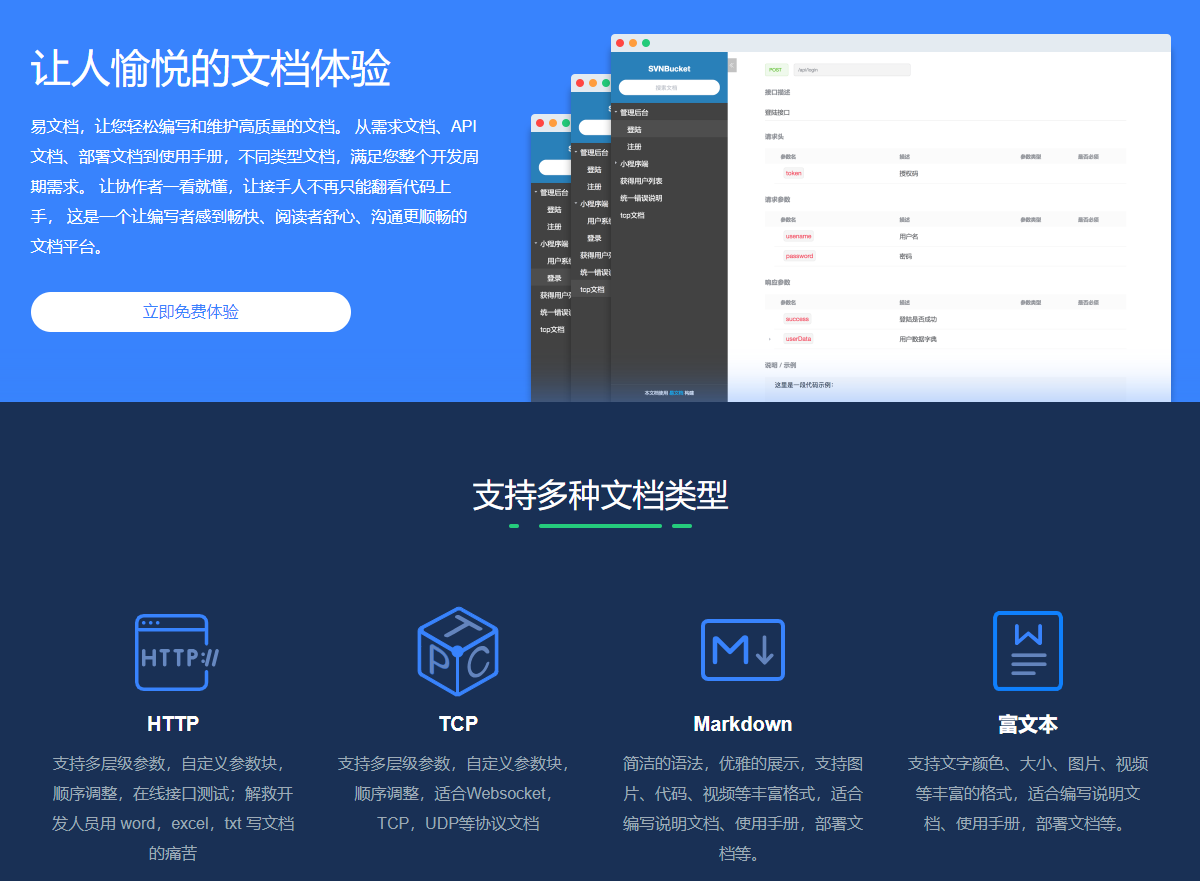 让人愉悦的文档体验
易文档，让您轻松编写和维护高质量的文档。 从需求文档、API
文档、部署文档到使用手册，不同类型文档，满足您整个开发周
期需求。 让协作者一看就懂，让接手人不再只能翻看代码上
手， 这是一个让编写者感到畅快、阅读者舒心、沟通更顺畅的
文档平台。
立即免费体验
SVNBucket
搜索文档
管理后台
登陆
注册
小程序端
获得用户列表
统一错误说明
tcp文档
本文档使用 易文档 构建
管理后台
登陆
注册
小程序端
用户系
登录
获得用户列
统一错误
tcp文档
管理后台
登陆
注册
小程序端
用户系
登录
获得用户
统一错误
tcp文档
POST /api/login
接口描述
登陆接口
请求头
参数名 描述 参数类型 是否必须
token 授权码
请求参数
参数名 描述 参数类型 是否必须
username 用户名
password 密码
响应参数
参数名 描述 参数类型 是否必须
success 登陆是否成功
userData 用户数据字典
说明 / 示例
这里是一段代码示例：
支持多种文档类型
HTTP://
TPC
M
W
HTTP
支持多层级参数，自定义参数块，
顺序调整，在线接口测试；解救开
发人员用 word，excel，txt 写文档
的痛苦
TCP
支持多层级参数，自定义参数块，
顺序调整，适合Websocket，
TCP，UDP等协议文档
Markdown
简洁的语法，优雅的展示，支持图
片、代码、视频等丰富格式，适合
编写说明文档、使用手册，部署文
档等。
富文本
支持文字颜色、大小、图片、视频
等丰富的格式，适合编写说明文
档、使用手册，部署文档等。